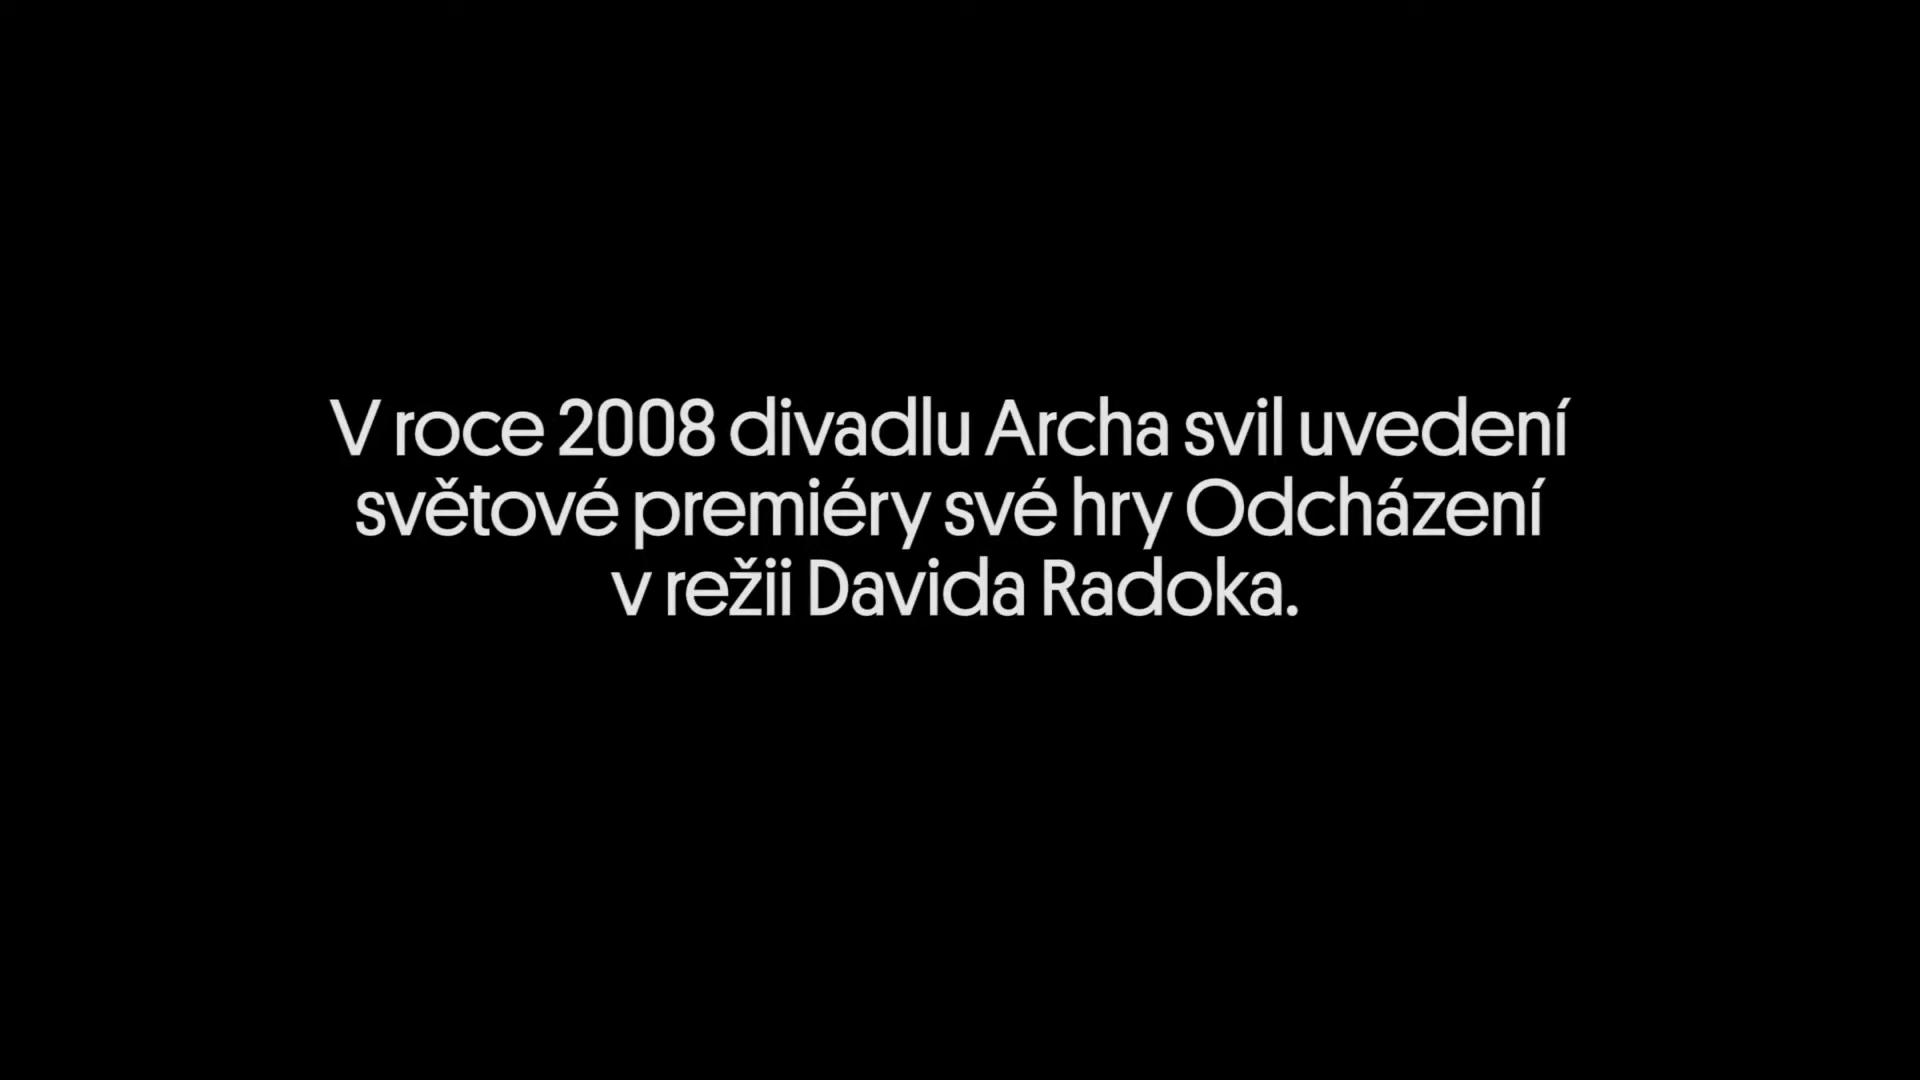 V roce 2008 divadlu Archa svil uvedení
světové premiéry své hry Odcházení
v režii Davida Radoka.